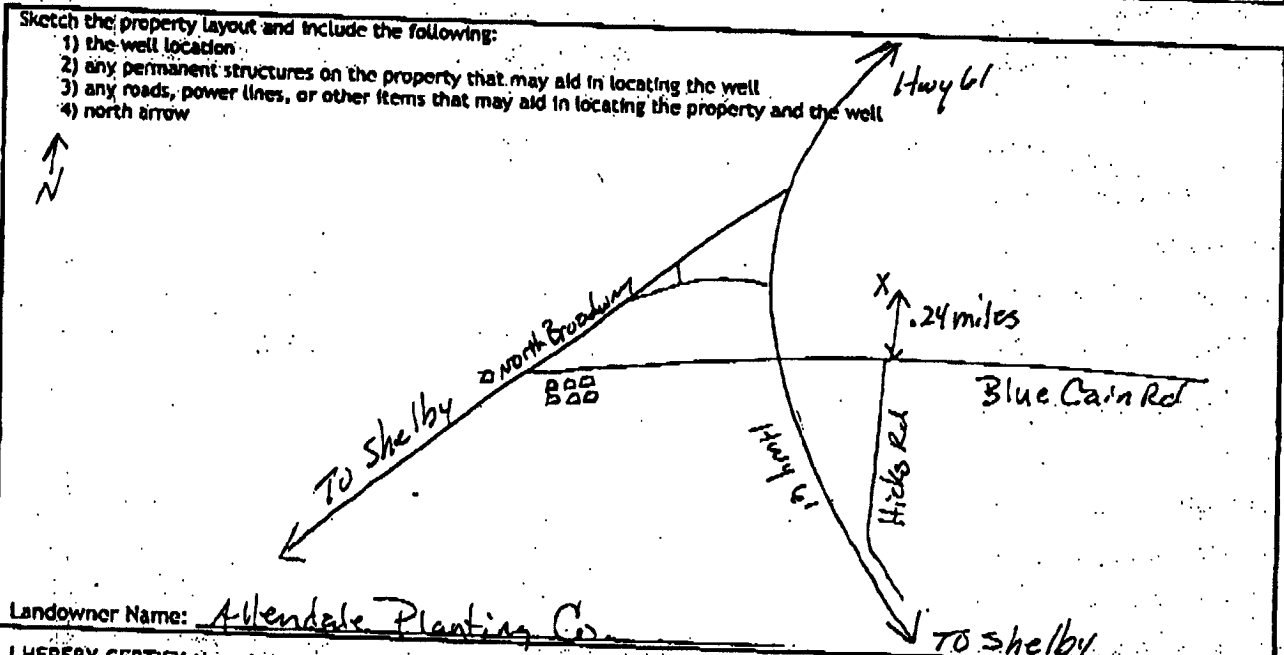 Sketch the property layout and include the following:
1) the well location
2) any permanent structures on the property that may aid in locating the well
3) any roads, power lines, or other items that may aid in locating the property and the well
4) north arrow
N
Hwy 61
X
.24 miles
North Broadway
Blue Cain Rd
To Shelby
Hwy 61
Hicks Rd
Landowner Name: Allendale Planting Co.
To Shelby
I HEREBY CERTIFY